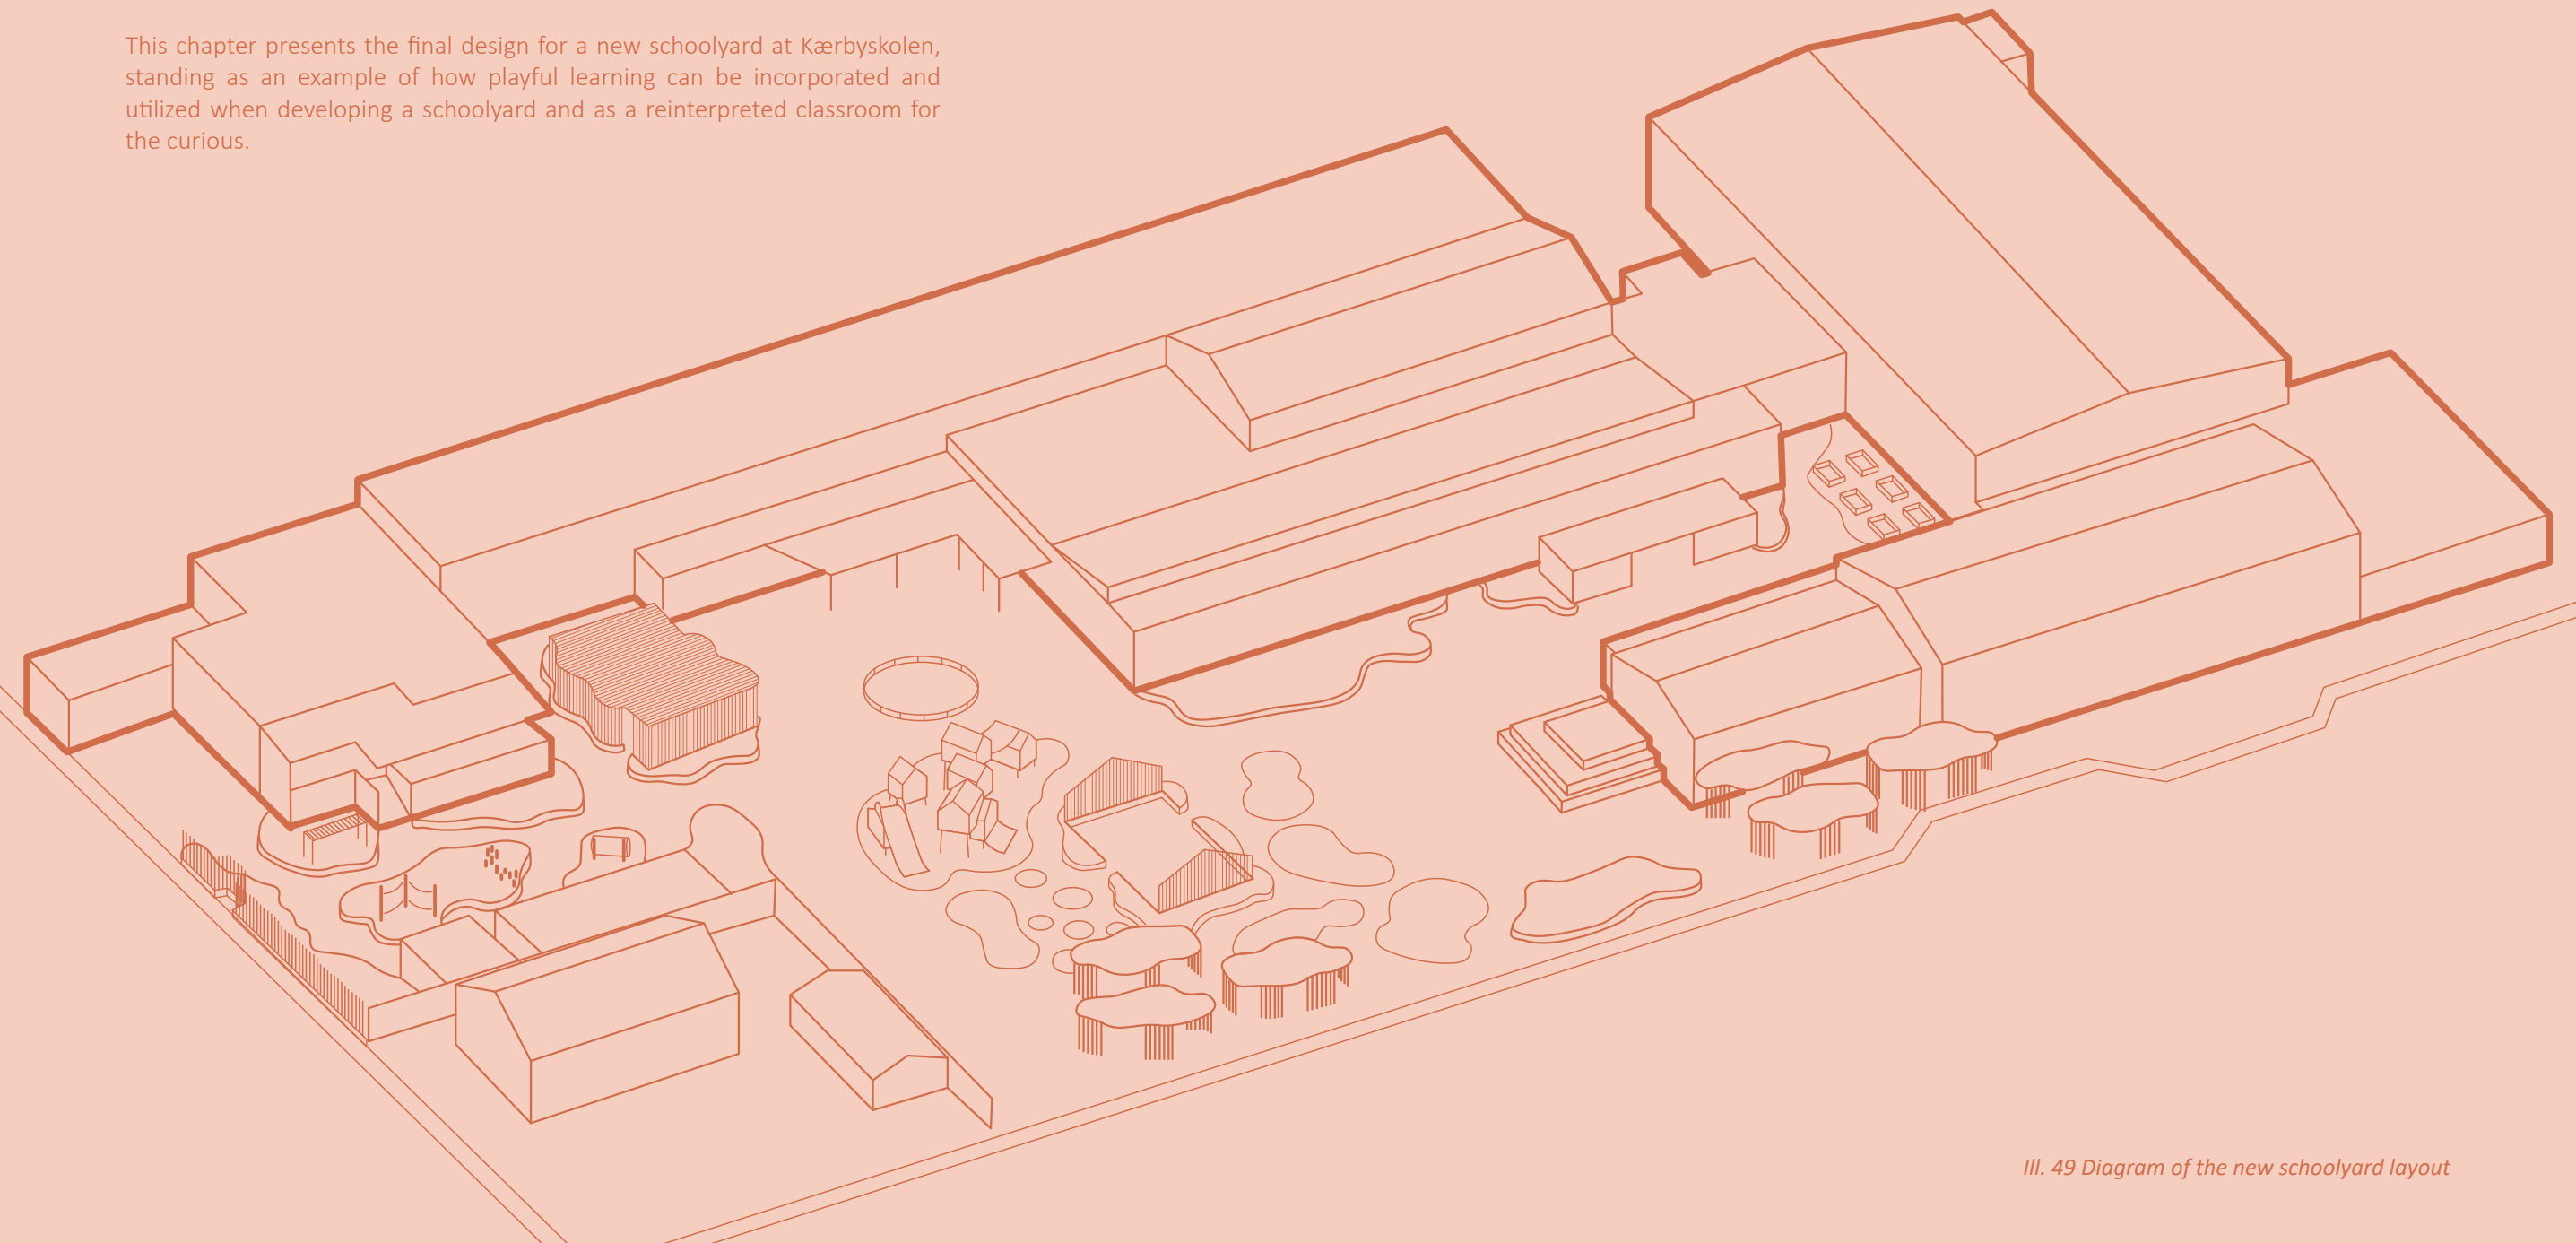 This chapter presents the final design for a new schoolyard at Kærbyskolen,
standing as an example of how playful learning can be incorporated and
utilized when developing a schoolyard and as a reinterpreted classroom for
the curious.
Ill. 49 Diagram of the new schoolyard layout